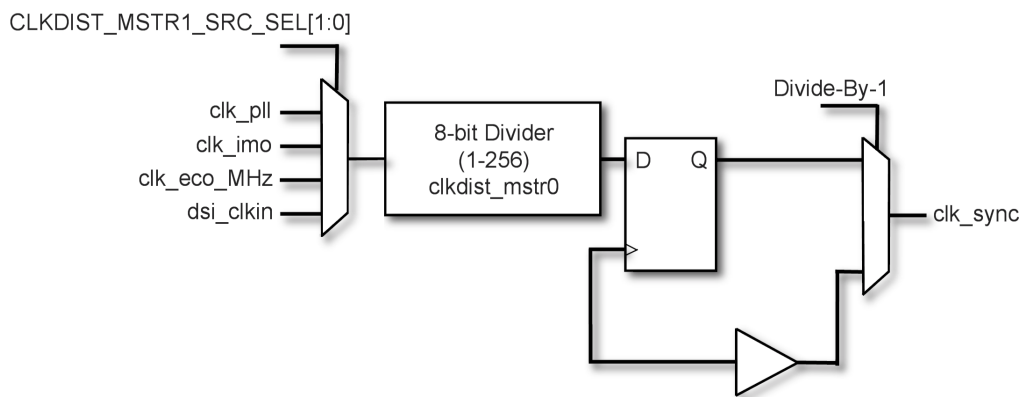 CLKDIST_MSTR1_SRC_SEL[1:0]
Divide-By-1
clk_pll
clk_imo
clk_eco_MHz
dsi_clkin
8-bit Divider
(1-256)
clkdist_mstr0
D Q
clk_sync